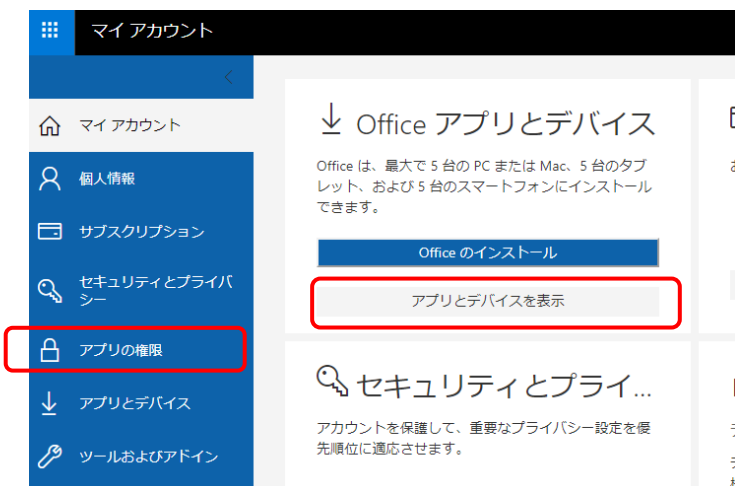 マイ アカウント
マイ アカウント
個人情報
サブスクリプション
セキュリティとプライバ
シー
アプリの権限
アプリとデバイス
ツールおよびアドイン
Office アプリとデバイス
Office は、最大で 5 台の PC または Mac、5 台のタブ
レット、および 5 台のスマートフォンにインストール
できます。
Office のインストール
アプリとデバイスを表示
セキュリティとプライ...
アカウントを保護して、重要なプライバシー設定を優
先順位に適応させます。